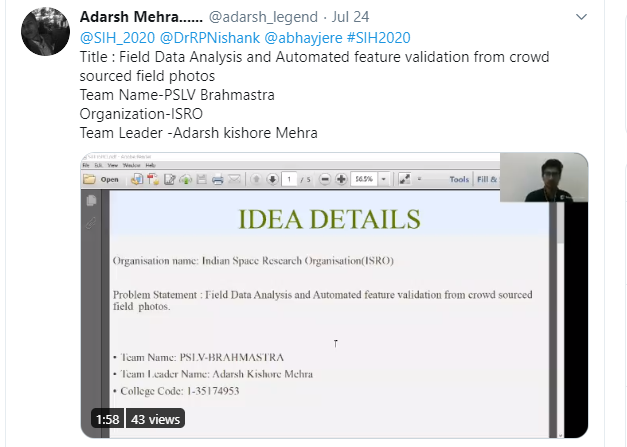 Adarsh Mehra...... @adarsh_legend · Jul 24
@SIH_2020 @DrRPNishank @abhayjere #SIH2020
Title : Field Data Analysis and Automated feature validation from crowd
sourced field photos
Team Name-PSLV Brahmastra
Organization-ISRO
Team Leader -Adarsh kishore Mehra
File Edit View Window Help
Open 1 / 5 56.5% Tools Fill &
IDEA DETAILS
Organisation name: Indian Space Research Organisation(ISRO)
Problem Statement : Field Data Analysis and Automated feature validation from crowd sourced
field photos.
• Team Name: PSLV-BRAHMASTRA
• Team Leader Name: Adarsh Kishore Mehra
• College Code: 1-35174953
1:58 43 views